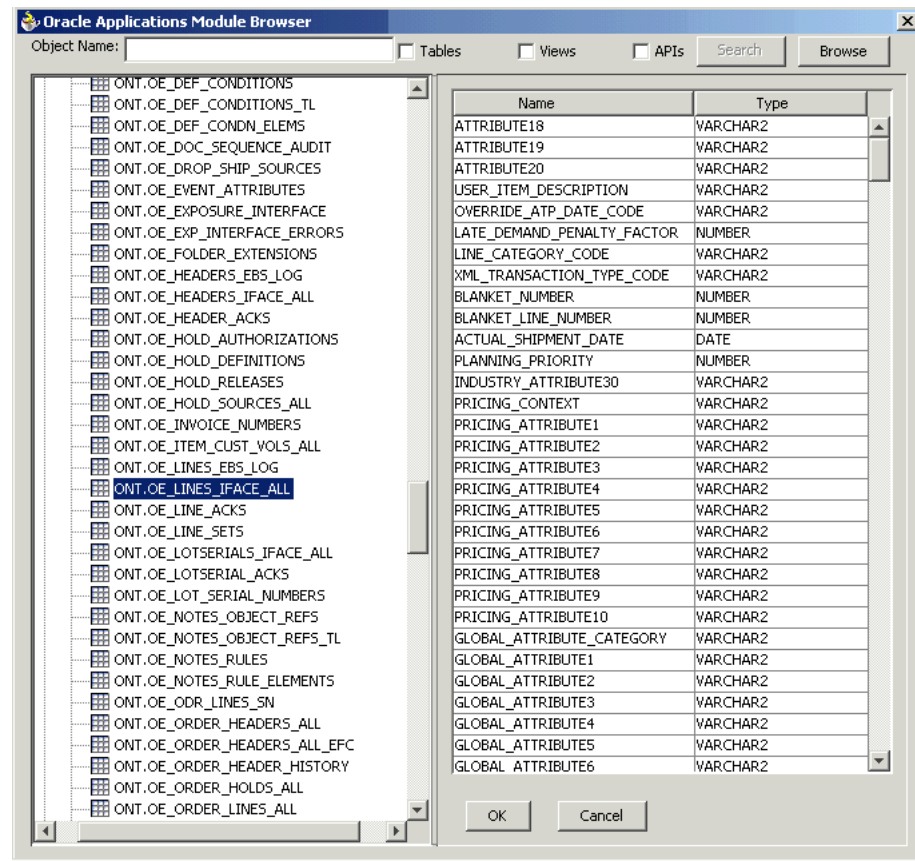 Oracle Applications Module Browser
Object Name: Tables Views APIs Search Browse
ONT.OE_DEF_CONDITIONS
ONT.OE_DEF_CONDITIONS_TL
ONT.OE_DEF_CONDN_ELEMS
ONT.OE_DOC_SEQUENCE_AUDIT
ONT.OE_DROP_SHIP_SOURCES
ONT.OE_EVENT_ATTRIBUTES
ONT.OE_EXPOSURE_INTERFACE
ONT.OE_EXP_INTERFACE_ERRORS
ONT.OE_FOLDER_EXTENSIONS
ONT.OE_HEADERS_EBS_LOG
ONT.OE_HEADERS_IFACE_ALL
ONT.OE_HEADER_ACKS
ONT.OE_HOLD_AUTHORIZATIONS
ONT.OE_HOLD_DEFINITIONS
ONT.OE_HOLD_RELEASES
ONT.OE_HOLD_SOURCES_ALL
ONT.OE_INVOICE_NUMBERS
ONT.OE_ITEM_CUST_VOLS_ALL
ONT.OE_LINES_EBS_LOG
ONT.OE_LINES_IFACE_ALL
ONT.OE_LINE_ACKS
ONT.OE_LINE_SETS
ONT.OE_LOTSERIALS_IFACE_ALL
ONT.OE_LOTSERIAL_ACKS
ONT.OE_LOT_SERIAL_NUMBERS
ONT.OE_NOTES_OBJECT_REFS
ONT.OE_NOTES_OBJECT_REFS_TL
ONT.OE_NOTES_RULES
ONT.OE_NOTES_RULE_ELEMENTS
ONT.OE_ODR_LINES_SN
ONT.OE_ORDER_HEADERS_ALL
ONT.OE_ORDER_HEADERS_ALL_EFC
ONT.OE_ORDER_HEADER_HISTORY
ONT.OE_ORDER_HOLDS_ALL
ONT.OE_ORDER_LINES_ALL
Name Type
ATTRIBUTE18 VARCHAR2
ATTRIBUTE19 VARCHAR2
ATTRIBUTE20 VARCHAR2
USER_ITEM_DESCRIPTION VARCHAR2
OVERRIDE_ATP_DATE_CODE VARCHAR2
LATE_DEMAND_PENALTY_FACTOR NUMBER
LINE_CATEGORY_CODE VARCHAR2
XML_TRANSACTION_TYPE_CODE VARCHAR2
BLANKET_NUMBER NUMBER
BLANKET_LINE_NUMBER NUMBER
ACTUAL_SHIPMENT_DATE DATE
PLANNING_PRIORITY NUMBER
INDUSTRY_ATTRIBUTE30 VARCHAR2
PRICING_CONTEXT VARCHAR2
PRICING_ATTRIBUTE1 VARCHAR2
PRICING_ATTRIBUTE2 VARCHAR2
PRICING_ATTRIBUTE3 VARCHAR2
PRICING_ATTRIBUTE4 VARCHAR2
PRICING_ATTRIBUTE5 VARCHAR2
PRICING_ATTRIBUTE6 VARCHAR2
PRICING_ATTRIBUTE7 VARCHAR2
PRICING_ATTRIBUTE8 VARCHAR2
PRICING_ATTRIBUTE9 VARCHAR2
PRICING_ATTRIBUTE10 VARCHAR2
GLOBAL_ATTRIBUTE_CATEGORY VARCHAR2
GLOBAL_ATTRIBUTE1 VARCHAR2
GLOBAL_ATTRIBUTE2 VARCHAR2
GLOBAL_ATTRIBUTE3 VARCHAR2
GLOBAL_ATTRIBUTE4 VARCHAR2
GLOBAL_ATTRIBUTE5 VARCHAR2
GLOBAL_ATTRIBUTE6 VARCHAR2
OK Cancel